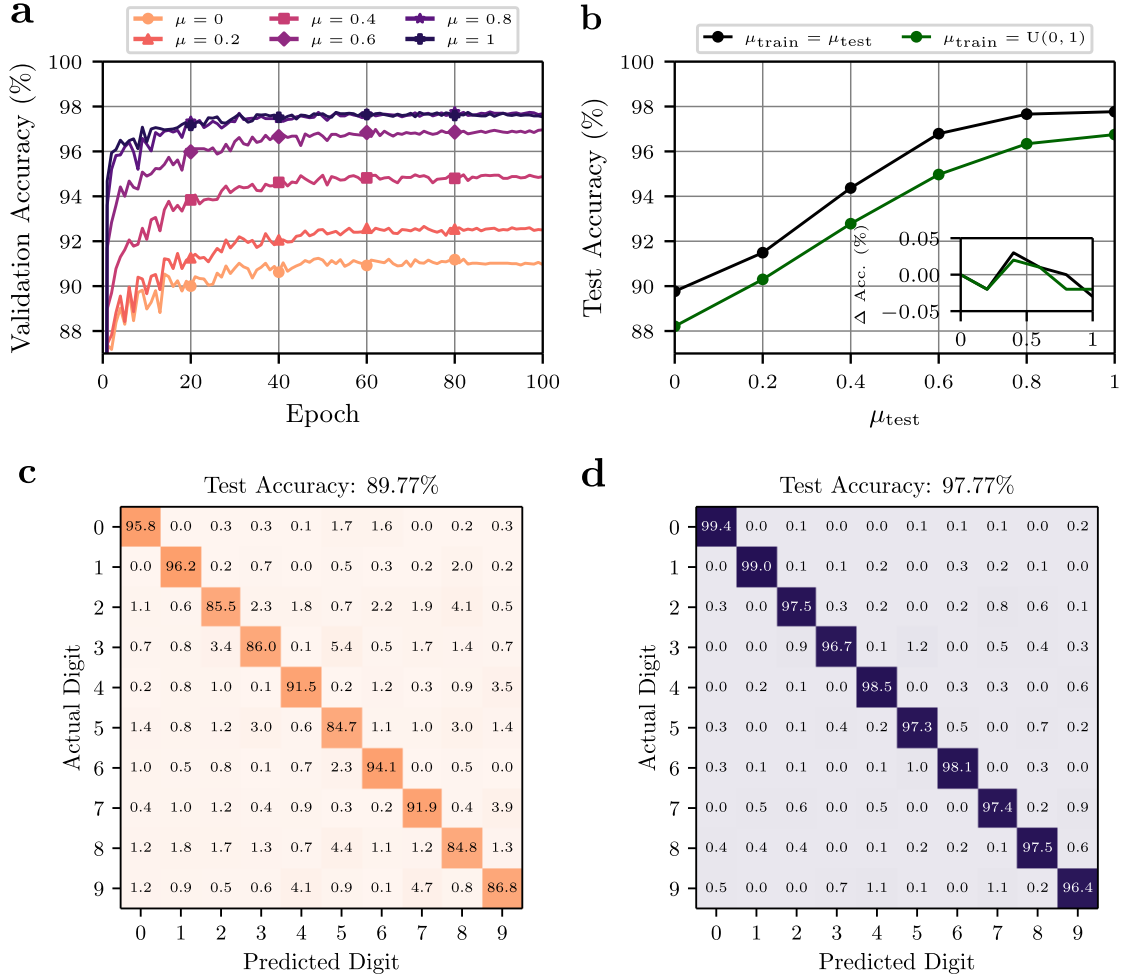 a
μ = 0 μ = 0.4 μ = 0.8
μ = 0.2 μ = 0.6 μ = 1
Validation Accuracy (%)
100
98
96
94
92
90
88
0 20 40 60 80 100
Epoch
b
μtrain = μtest μtrain = U(0, 1)
Test Accuracy (%)
100
98
96
94
92
90
88
0 0.2 0.4 0.6 0.8 1
μtest
Δ Acc. (%)
0.05
0.00
−0.05
0 0.5 1
c
Test Accuracy: 89.77%
Actual Digit
0 95.8 0.0 0.3 0.3 0.1 1.7 1.6 0.0 0.2 0.3
1 0.0 96.2 0.2 0.7 0.0 0.5 0.3 0.2 2.0 0.2
2 1.1 0.6 85.5 2.3 1.8 0.7 2.2 1.9 4.1 0.5
3 0.7 0.8 3.4 86.0 0.1 5.4 0.5 1.7 1.4 0.7
4 0.2 0.8 1.0 0.1 91.5 0.2 1.2 0.3 0.9 3.5
5 1.4 0.8 1.2 3.0 0.6 84.7 1.1 1.0 3.0 1.4
6 1.0 0.5 0.8 0.1 0.7 2.3 94.1 0.0 0.5 0.0
7 0.4 1.0 1.2 0.4 0.9 0.3 0.2 91.9 0.4 3.9
8 1.2 1.8 1.7 1.3 0.7 4.4 1.1 1.2 84.8 1.3
9 1.2 0.9 0.5 0.6 4.1 0.9 0.1 4.7 0.8 86.8
0 1 2 3 4 5 6 7 8 9
Predicted Digit
d
Test Accuracy: 97.77%
Actual Digit
0 99.4 0.0 0.1 0.0 0.0 0.1 0.1 0.1 0.0 0.2
1 0.0 99.0 0.1 0.1 0.2 0.0 0.3 0.2 0.1 0.1
2 0.3 0.0 97.5 0.3 0.2 0.0 0.2 0.8 0.6 0.1
3 0.0 0.0 0.9 96.7 0.1 1.2 0.0 0.5 0.4 0.3
4 0.0 0.2 0.1 0.0 98.5 0.0 0.3 0.3 0.0 0.6
5 0.3 0.0 0.1 0.4 0.2 97.3 0.5 0.0 0.7 0.2
6 0.3 0.1 0.1 0.0 0.1 1.0 98.1 0.0 0.3 0.0
7 0.0 0.5 0.6 0.0 0.5 0.0 0.0 97.4 0.2 0.9
8 0.4 0.4 0.4 0.0 0.1 0.2 0.2 0.1 97.5 0.6
9 0.5 0.0 0.0 0.7 1.1 0.1 0.0 1.1 0.2 96.4
0 1 2 3 4 5 6 7 8 9
Predicted Digit